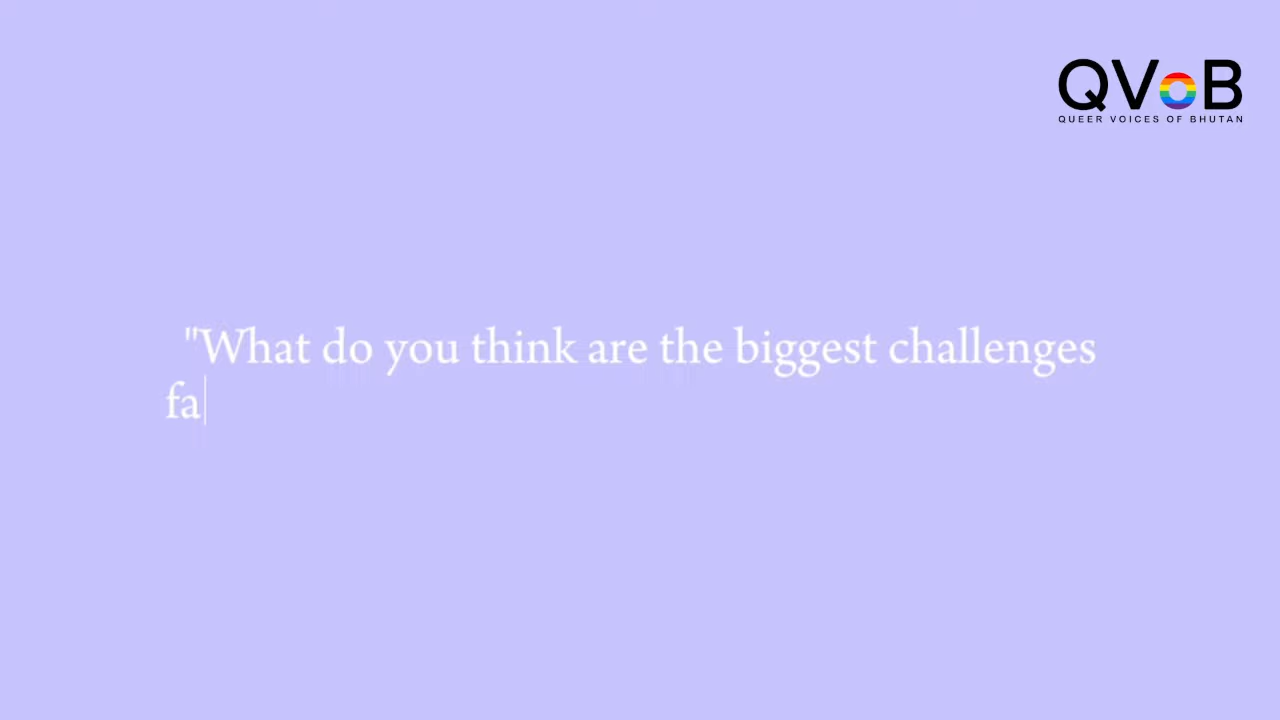 QVoB
QUEER VOICES OF BHUTAN
"What do you think are the biggest challenges
fa